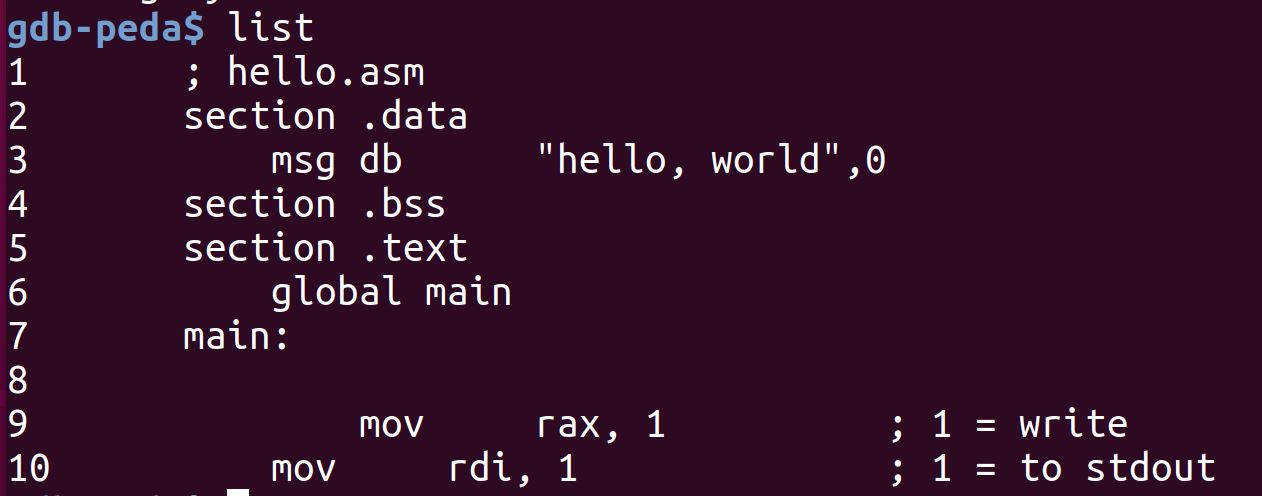 gdb-peda$ list
1       ; hello.asm
2       section .data
3           msg db      "hello, world",0
4       section .bss
5       section .text
6           global main
7       main:
8
9               mov     rax, 1          ; 1 = write
10          mov     rdi, 1              ; 1 = to stdout